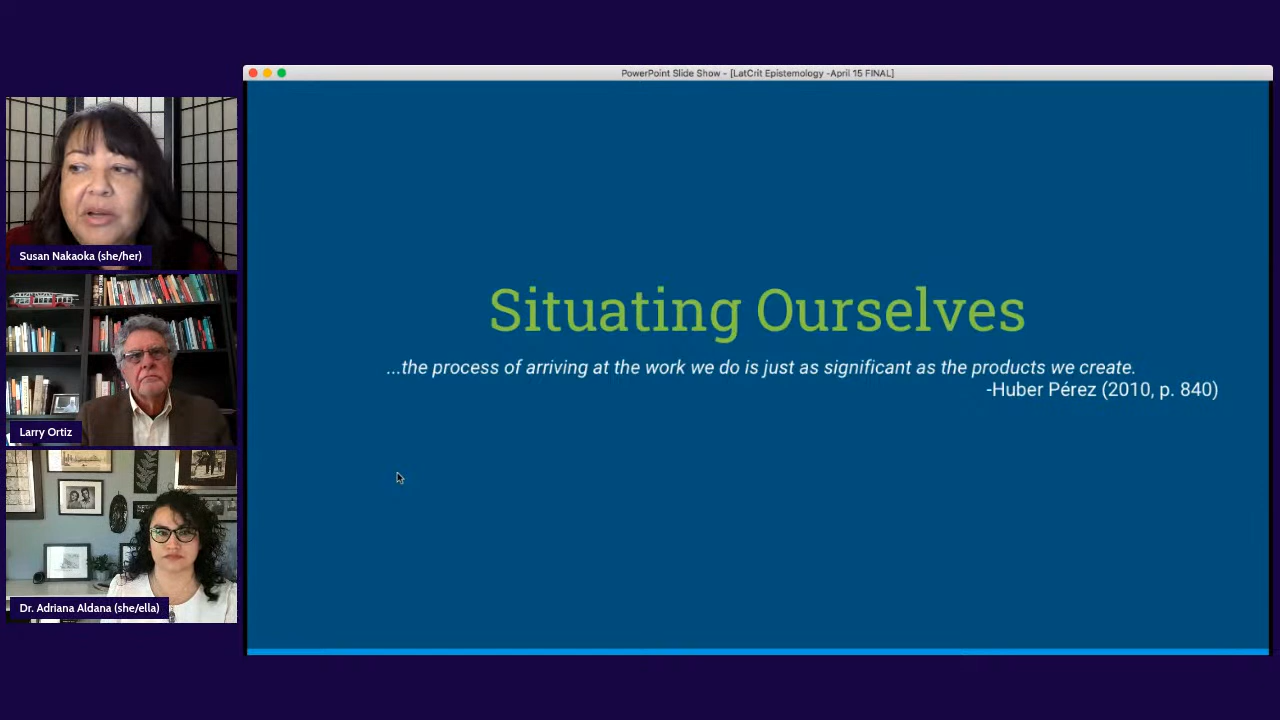 PowerPoint Slide Show - [LatCrit Epistemology -April 15 FINAL]
Susan Nakaoka (she/her)
Larry Ortiz
Dr. Adriana Aldana (she/ella)
Situating Ourselves
...the process of arriving at the work we do is just as significant as the products we create.
-Huber Pérez (2010, p. 840)